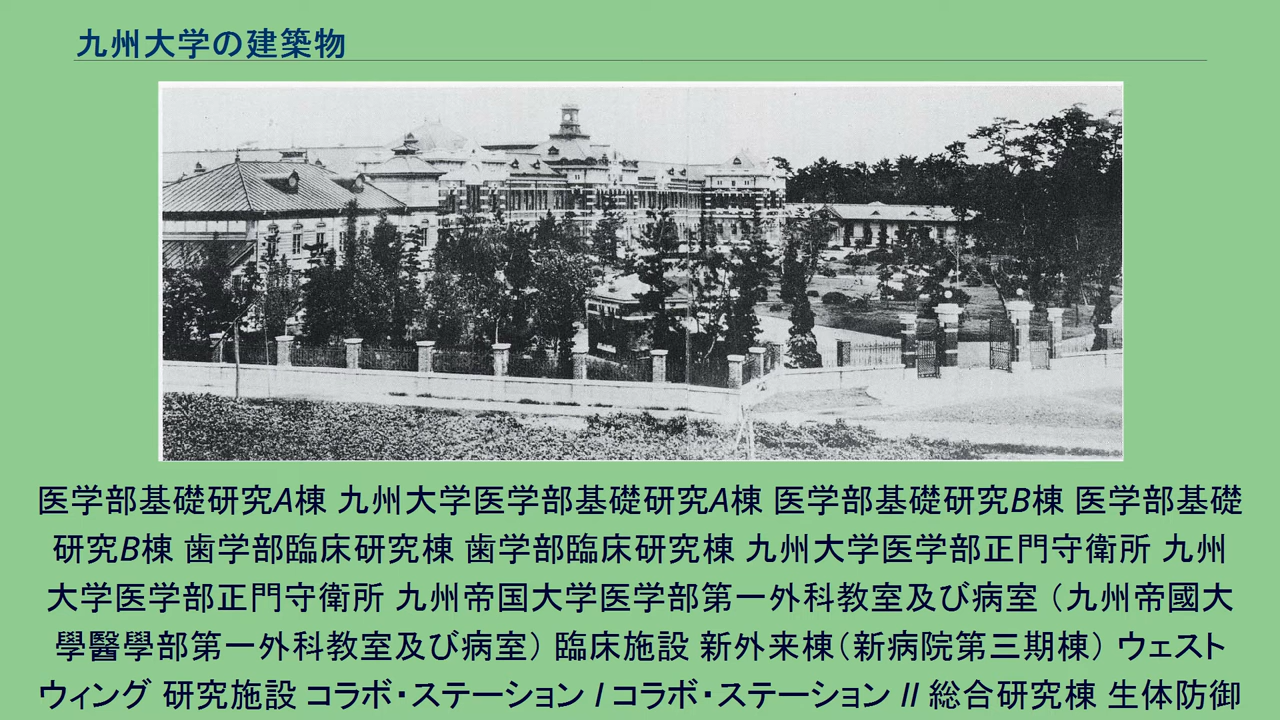 九州大学の建築物
医学部基礎研究A棟 九州大学医学部基礎研究A棟 医学部基礎研究B棟 医学部基礎
研究B棟 歯学部臨床研究棟 歯学部臨床研究棟 九州大学医学部正門守衛所 九州
大学医学部正門守衛所 九州帝国大学医学部第一外科教室及び病室（九州帝國大
學醫學部第一外科教室及び病室） 臨床施設 新外来棟（新病院第三期棟） ウェスト
ウィング 研究施設 コラボ・ステーション I コラボ・ステーション II 総合研究棟 生体防御